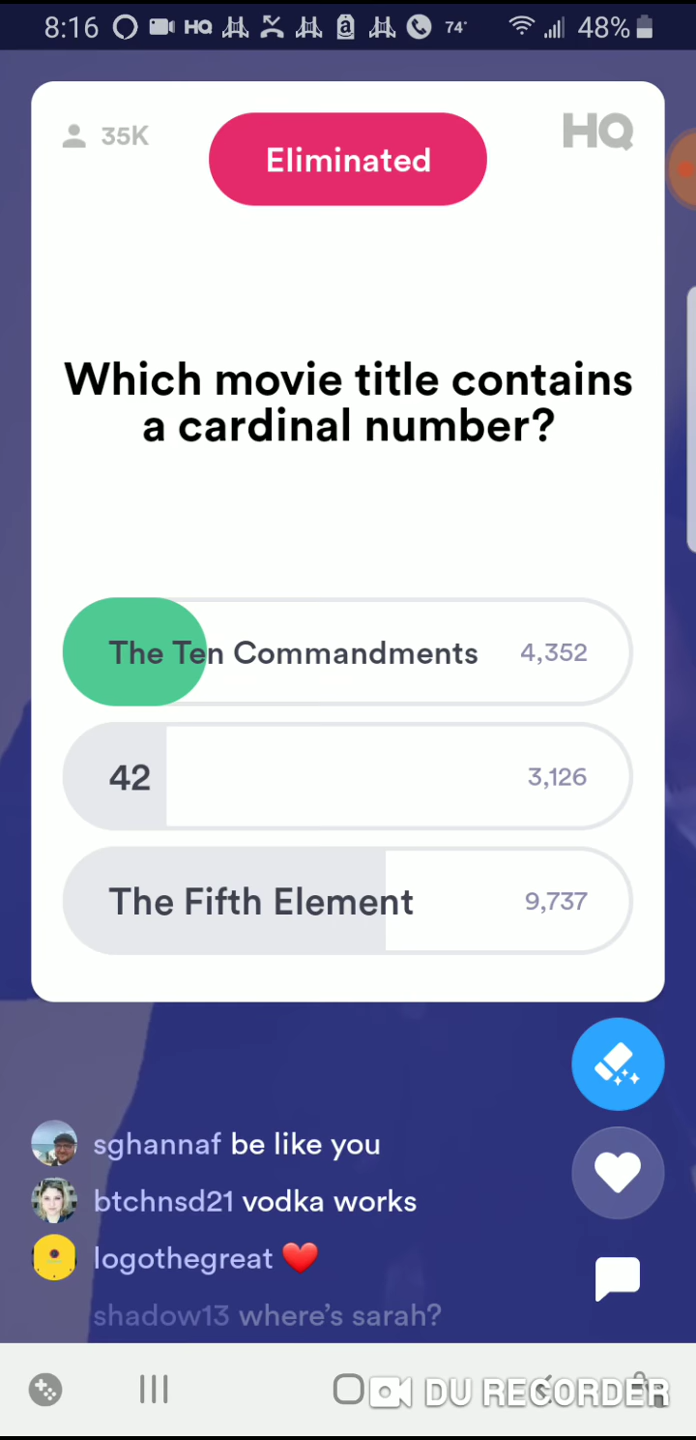 8:16 HQ a 74° 48%
35K Eliminated HQ
Which movie title contains
a cardinal number?
The Ten Commandments 4,352
42 3,126
The Fifth Element 9,737
sghannaf be like you
btchnsd21 vodka works
logothegreat ❤️
shadow13 where's sarah?
DU RECORDER